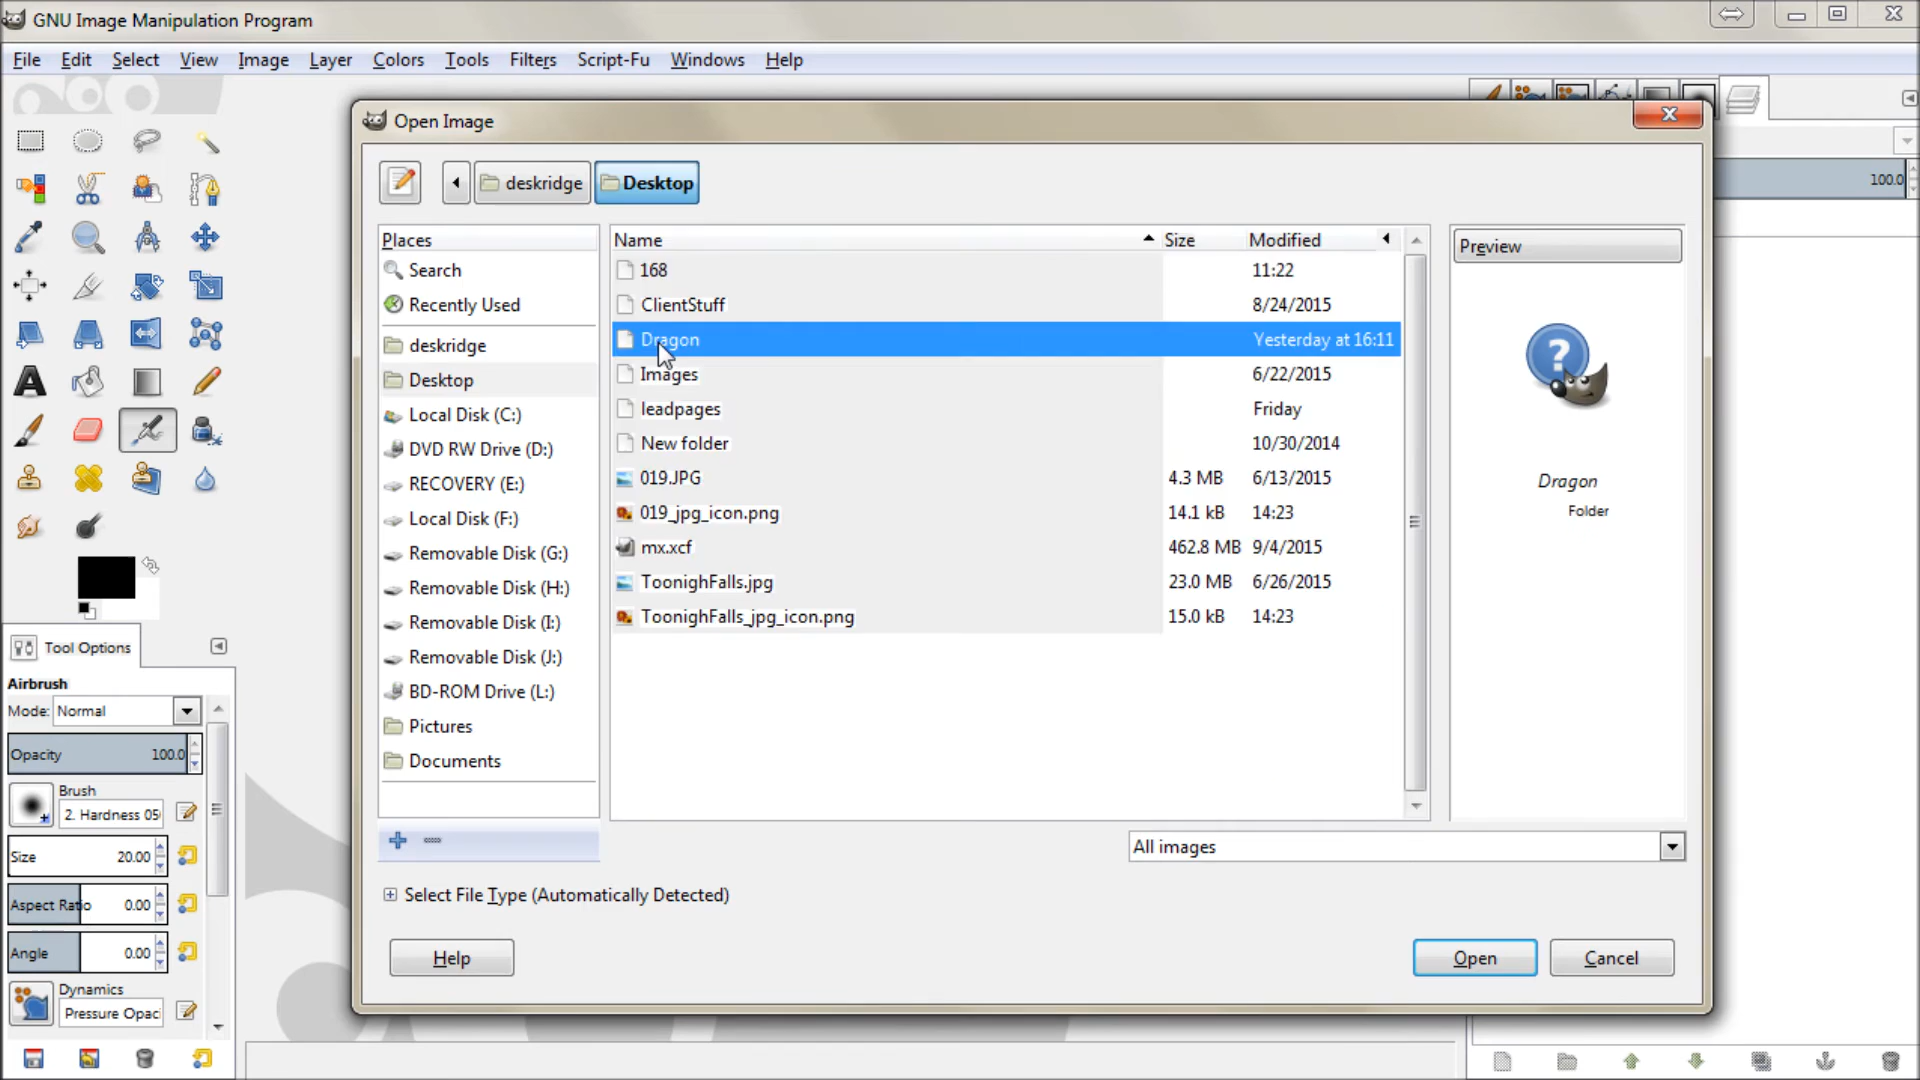 GNU Image Manipulation Program
File Edit Select View Image Layer Colors Tools Filters Script-Fu Windows Help
Open Image
deskridge Desktop
100.0
Places
Search
Recently Used
deskridge
Desktop
Local Disk (C:)
DVD RW Drive (D:)
RECOVERY (E:)
Local Disk (F:)
Removable Disk (G:)
Removable Disk (H:)
Removable Disk (I:)
Removable Disk (J:)
BD-ROM Drive (L:)
Pictures
Documents
Name Size Modified
168 11:22
ClientStuff 8/24/2015
Dragon Yesterday at 16:11
Images 6/22/2015
leadpages Friday
New folder 10/30/2014
019.JPG 4.3 MB 6/13/2015
019_jpg_icon.png 14.1 kB 14:23
mx.xcf 462.8 MB 9/4/2015
ToonighFalls.jpg 23.0 MB 6/26/2015
ToonighFalls_jpg_icon.png 15.0 kB 14:23
Preview
Dragon
Folder
All images
Select File Type (Automatically Detected)
Help Open Cancel
Tool Options
Airbrush
Mode: Normal
Opacity 100.0
Brush
2. Hardness 05
Size 20.00
Aspect Ratio 0.00
Angle 0.00
Dynamics
Pressure Opac